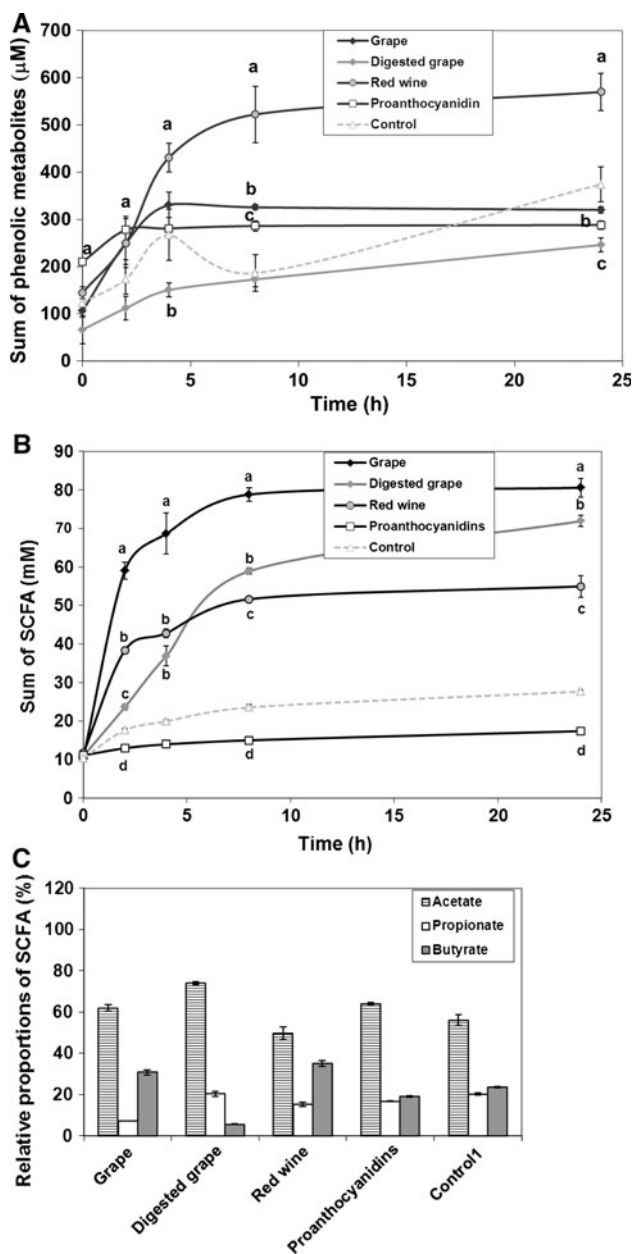 A
Sum of phenolic metabolites (μM)
700
600
500
400
300
200
100
0
0 5 10 15 20 25
Time (h)
Grape
Digested grape
Red wine
Proanthocyanidin
Control
a
a
a
a
a
b
c
b
b
c
B
Sum of SCFA (mM)
90
80
70
60
50
40
30
20
10
0
0 5 10 15 20 25
Time (h)
Grape
Digested grape
Red wine
Proanthocyanidins
Control
a
a
a
a
b
b
b
b
c
c
b
c
d
d
d
C
Relative proportions of SCFA (%)
120
100
80
60
40
20
0
Acetate
Propionate
Butyrate
Grape
Digested grape
Red wine
Proanthocyanidins
Control1